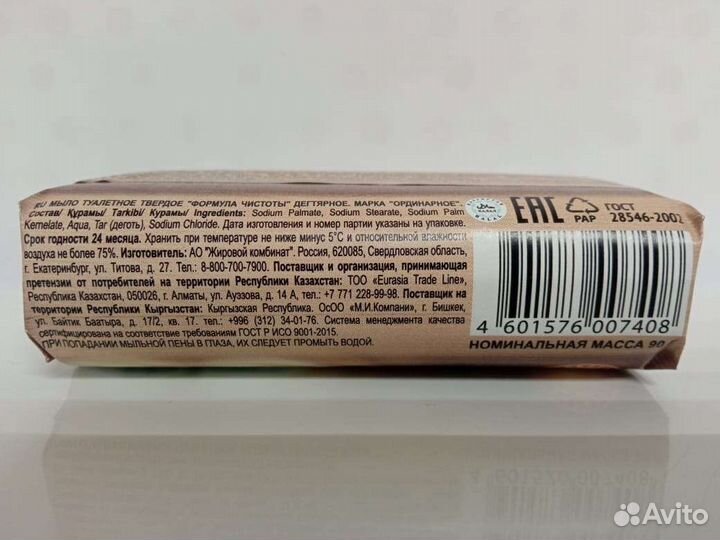 RU МЫЛО ТУАЛЕТНОЕ ТВЕРДОЕ "ФОРМУЛА ЧИСТОТЫ" ДЕГТЯРНОЕ. МАРКА "ОРДИНАРНОЕ".
Состав/ Құрамы/ Tarkibi/ Курамы/ Ingredients: Sodium Palmate, Sodium Stearate, Sodium Palm
Kernelate, Aqua, Tar (деготь), Sodium Chloride. Дата изготовления и номер партии указаны на упаковке.
Срок годности 24 месяца. Хранить при температуре не ниже минус 5°С и относительной влажности
воздуха не более 75%. Изготовитель: АО "Жировой комбинат". Россия, 620085, Свердловская область,
г. Екатеринбург, ул. Титова, д. 27. Тел.: 8-800-700-7900. Поставщик и организация, принимающая
претензии от потребителей на территории Республики Казахстан: ТОО «Eurasia Trade Line»,
Республика Казахстан, 050026, г. Алматы, ул. Ауэзова, д. 14 А, тел.: +7 771 228-99-98. Поставщик на
территории Республики Кыргызстан: Кыргызская Республика. ОсОО «М.И.Компани», г. Бишкек,
ул. Байтик Баатыра, д. 17/2, кв. 17. тел.: +996 (312) 34-01-76. Система менеджмента качества
сертифицирована на соответствие требованиям ГОСТ Р ИСО 9001-2015.
ПРИ ПОПАДАНИИ МЫЛЬНОЙ ПЕНЫ В ГЛАЗА, ИХ СЛЕДУЕТ ПРОМЫТЬ ВОДОЙ.
HALAL
EAC
PAP
ГОСТ
28546-2002
4 601576 007408
НОМИНАЛЬНАЯ МАССА 90
Avito